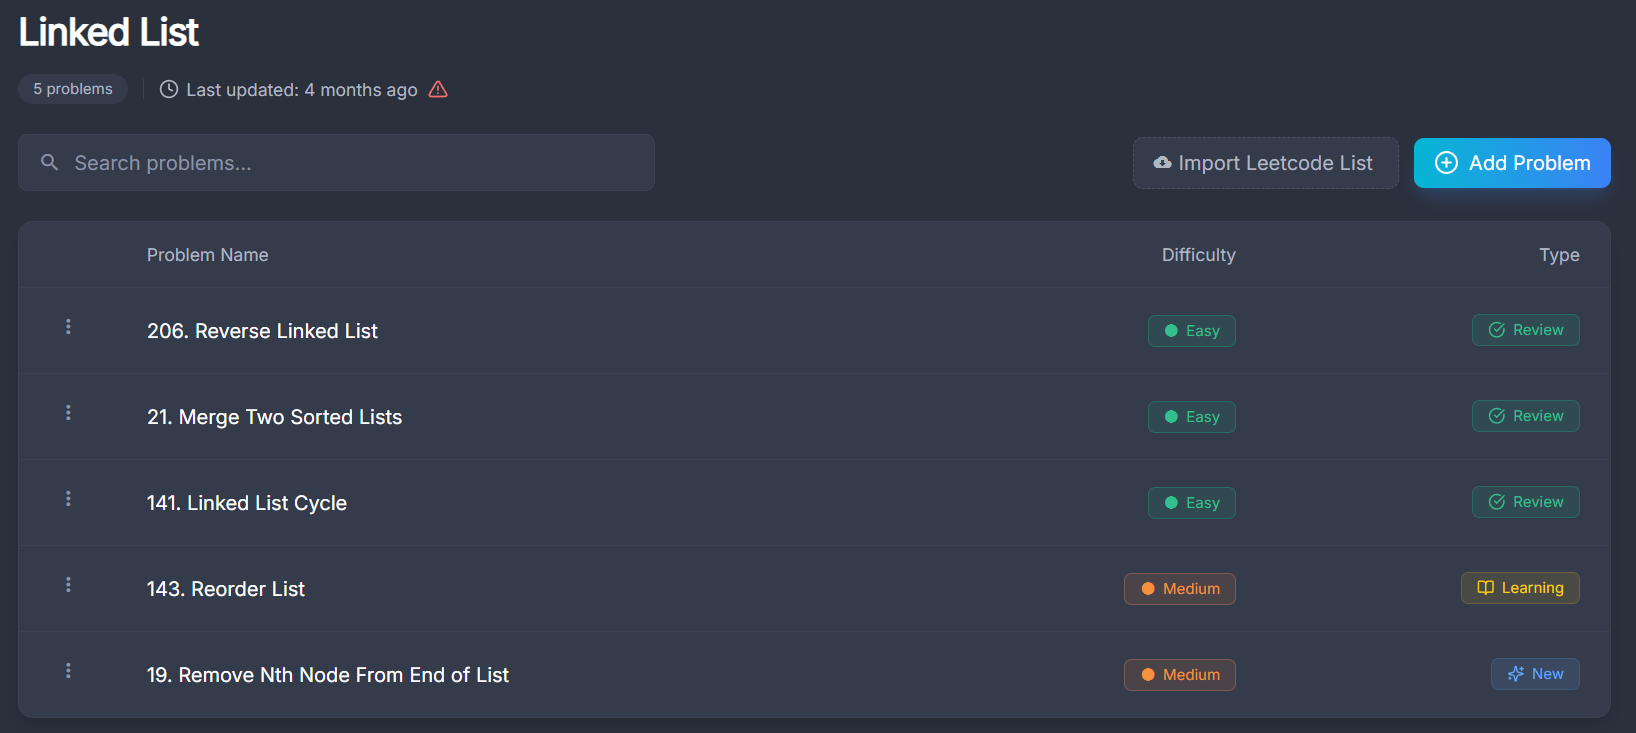 Linked List
5 problems Last updated: 4 months ago
Search problems... Import Leetcode List Add Problem
Problem Name Difficulty Type
206. Reverse Linked List Easy Review
21. Merge Two Sorted Lists Easy Review
141. Linked List Cycle Easy Review
143. Reorder List Medium Learning
19. Remove Nth Node From End of List Medium New